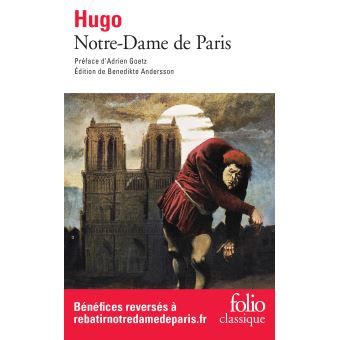 Hugo
Notre-Dame de Paris
Préface d'Adrien Goetz
Édition de Benedikte Andersson
Bénéfices reversés à
rebatirnotredamedeparis.fr
folio
classique